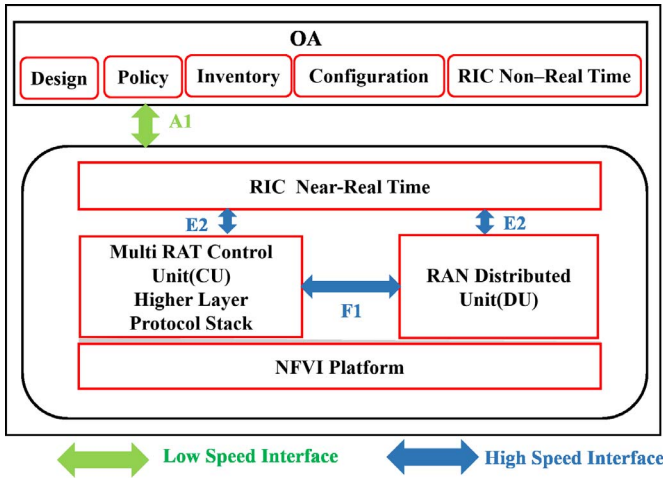 OA
Design
Policy
Inventory
Configuration
RIC Non–Real Time
A1
RIC Near-Real Time
E2
E2
Multi RAT Control
Unit(CU)
Higher Layer
Protocol Stack
F1
RAN Distributed
Unit(DU)
NFVI Platform
Low Speed Interface
High Speed Interface